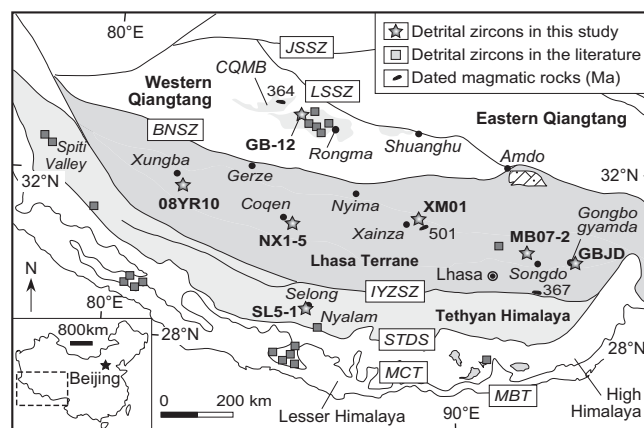 80°E
JSSZ
Detrital zircons in this study
Detrital zircons in the literature
Dated magmatic rocks (Ma)
Western
Qiangtang
CQMB
LSSZ
364
Eastern Qiangtang
BNSZ
GB-12
Rongma
Shuanghu
Spiti
Valley
Xungba
Gerze
Amdo
32°N
32°N
08YR10
Coqen
Nyima
XM01
Gongbo
gyamda
NX1-5
Xainza
501
MB07-2
GBJD
Lhasa Terrane
Lhasa
Songdo
N
IYZSZ
367
80°E
Selong
SL5-1
Nyalam
Tethyan Himalaya
800km
28°N
STDS
28°N
Beijing
MCT
MBT
High
Himalaya
0
200 km
Lesser Himalaya
90°E